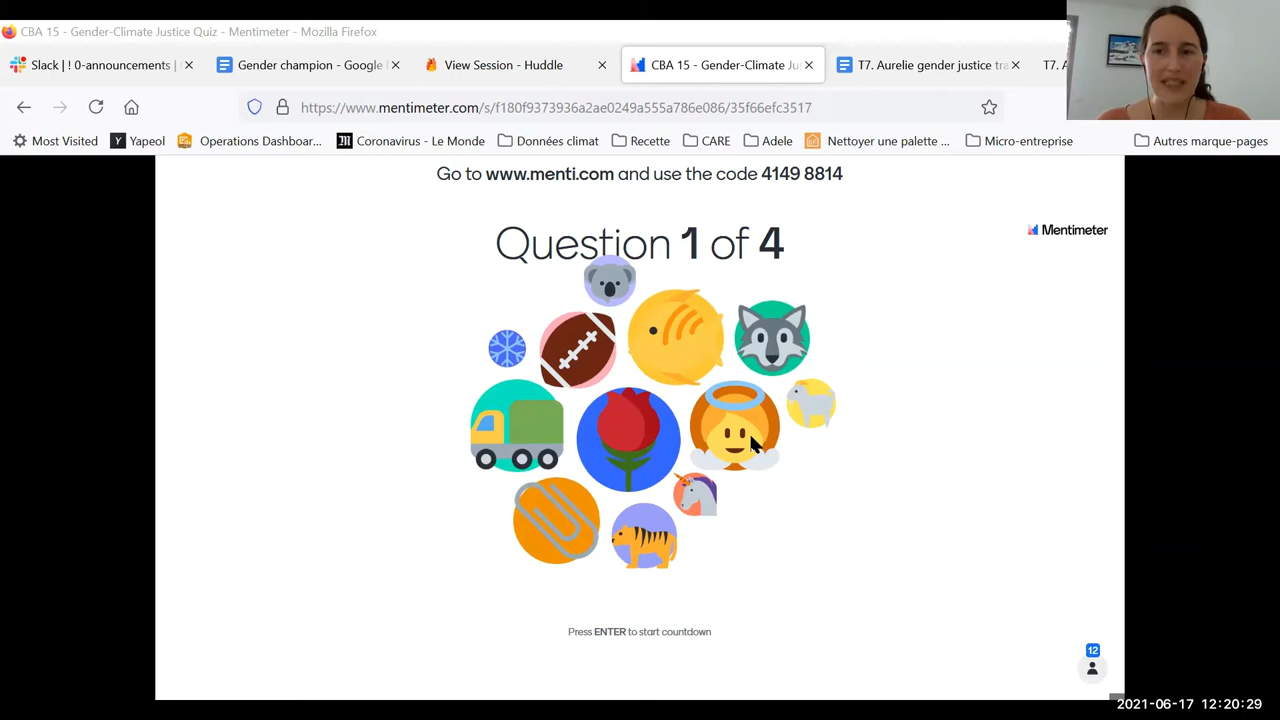 CBA 15 - Gender-Climate Justice Quiz - Mentimeter - Mozilla Firefox
Slack | ! 0-announcements |
Gender champion - Google
View Session - Huddle
CBA 15 - Gender-Climate Ju
T7. Aurelie gender justice tra
T7.
https://www.mentimeter.com/s/f180f9373936a2ae0249a555a786e086/35f66efc3517
Most Visited
Yapeol
Operations Dashboar...
Coronavirus - Le Monde
Données climat
Recette
CARE
Adele
Nettoyer une palette ...
Micro-entreprise
Autres marque-pages
Go to www.menti.com and use the code 4149 8814
Mentimeter
Question 1 of 4
Press ENTER to start countdown
12
2021-06-17 12:20:29